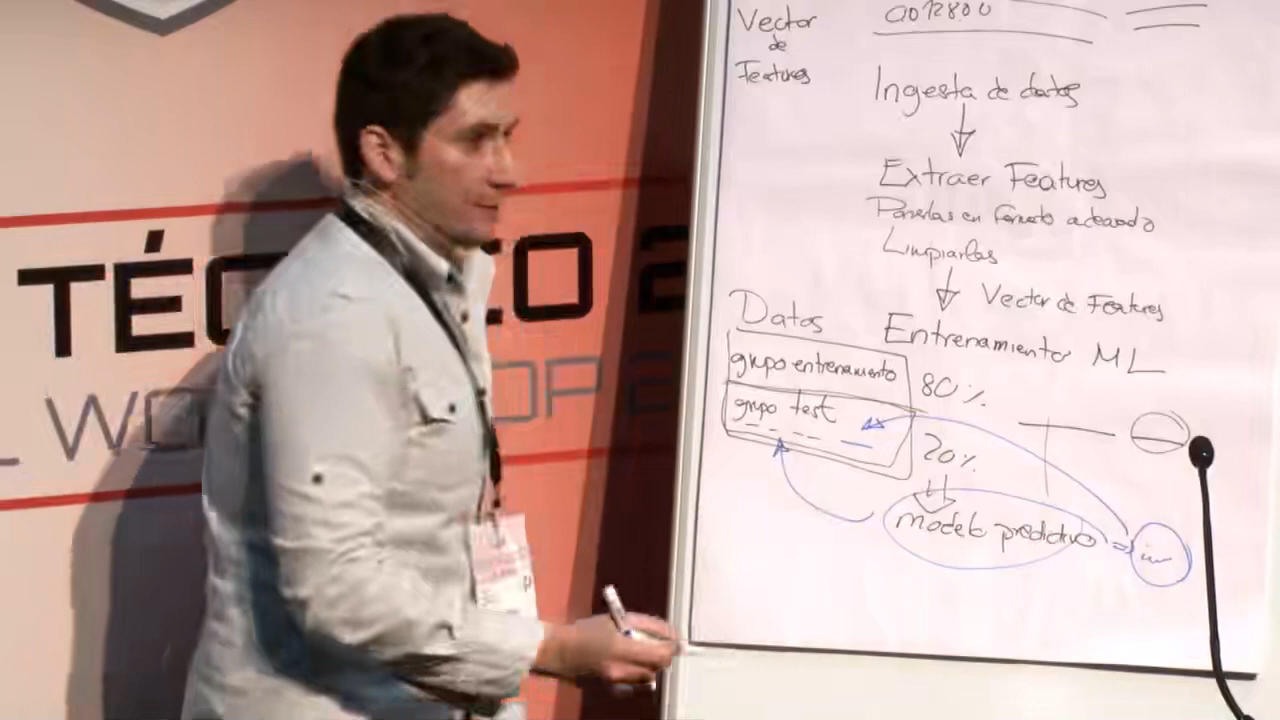 TÉC CO 2
L WO OP 2
Vector
de
Features
Ingesta de datos
Extraer Features
Ponerlas en formato adecuado
Limpiarlas
Vector de Features
Entrenamiento ML
Datos
grupo entrenamiento
80%
grupo test
20%
modelo predictivo